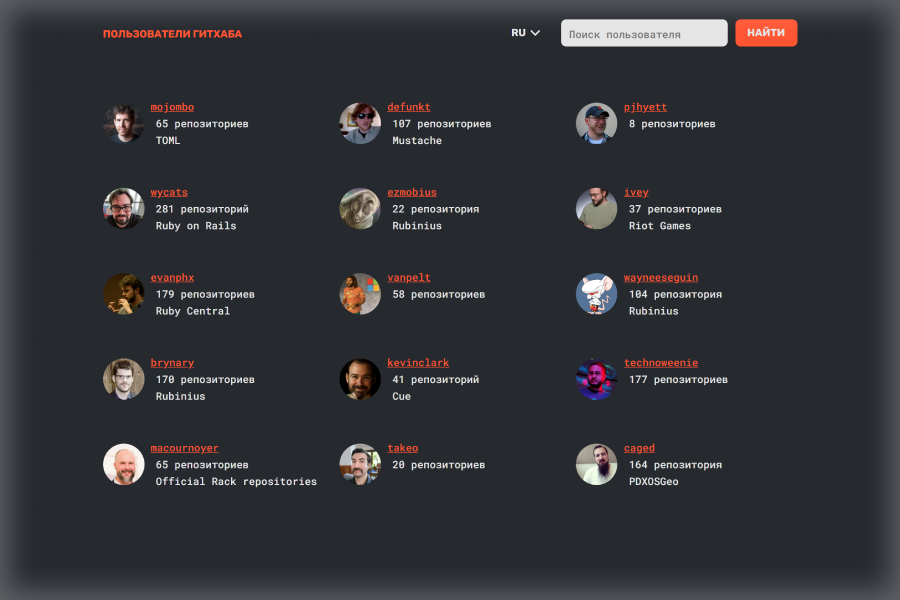 ПОЛЬЗОВАТЕЛИ ГИТХАБА
RU
Поиск пользователя
НАЙТИ
mojombo
65 репозиториев
TOML
defunkt
107 репозиториев
Mustache
pjhyett
8 репозиториев
wycats
281 репозиторий
Ruby on Rails
ezmobius
22 репозитория
Rubinius
ivey
37 репозиториев
Riot Games
evanphx
179 репозиториев
Ruby Central
vanpelt
58 репозиториев
wayneeseguin
104 репозитория
Rubinius
brynary
170 репозиториев
Rubinius
kevinclark
41 репозиторий
Cue
technoweenie
177 репозиториев
macournoyer
65 репозиториев
Official Rack repositories
takeo
20 репозиториев
caged
164 репозитория
PDXOSGeo